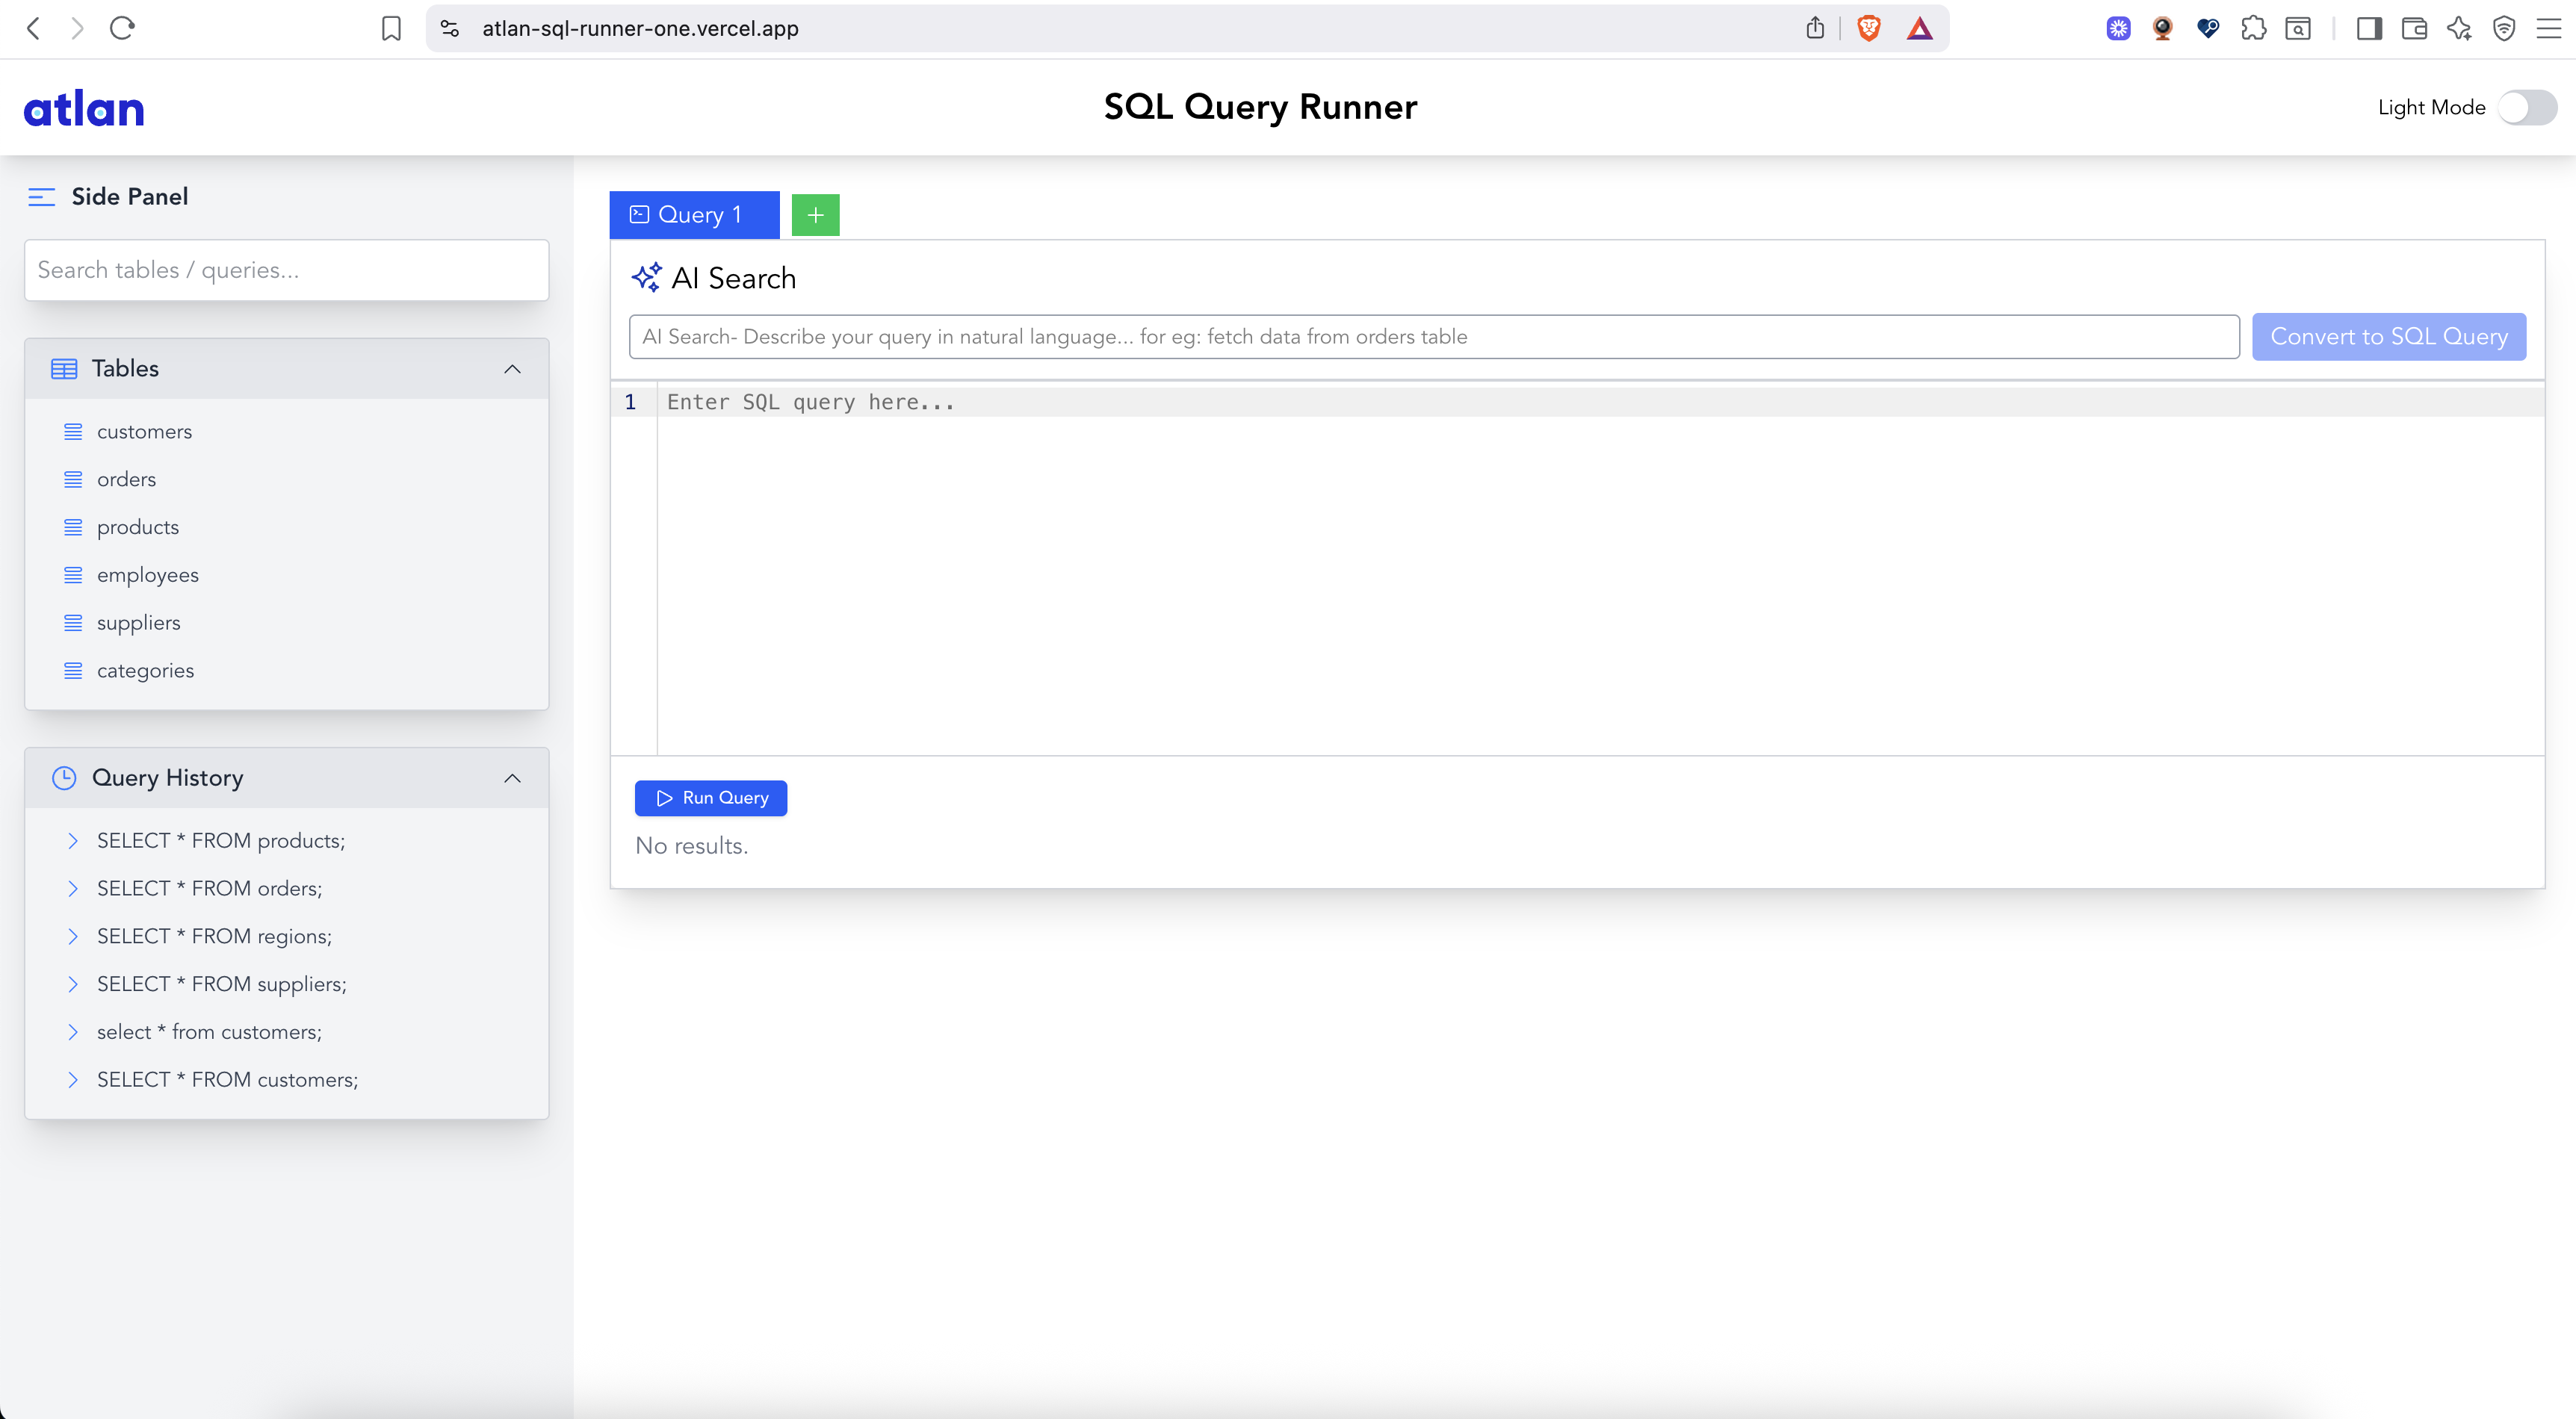 atlan-sql-runner-one.vercel.app
atlan
SQL Query Runner
Light Mode
Side Panel
Search tables / queries...
Tables
customers
orders
products
employees
suppliers
categories
Query History
SELECT * FROM products;
SELECT * FROM orders;
SELECT * FROM regions;
SELECT * FROM suppliers;
select * from customers;
SELECT * FROM customers;
Query 1
+
AI Search
AI Search- Describe your query in natural language... for eg: fetch data from orders table
Convert to SQL Query
1
Enter SQL query here...
Run Query
No results.